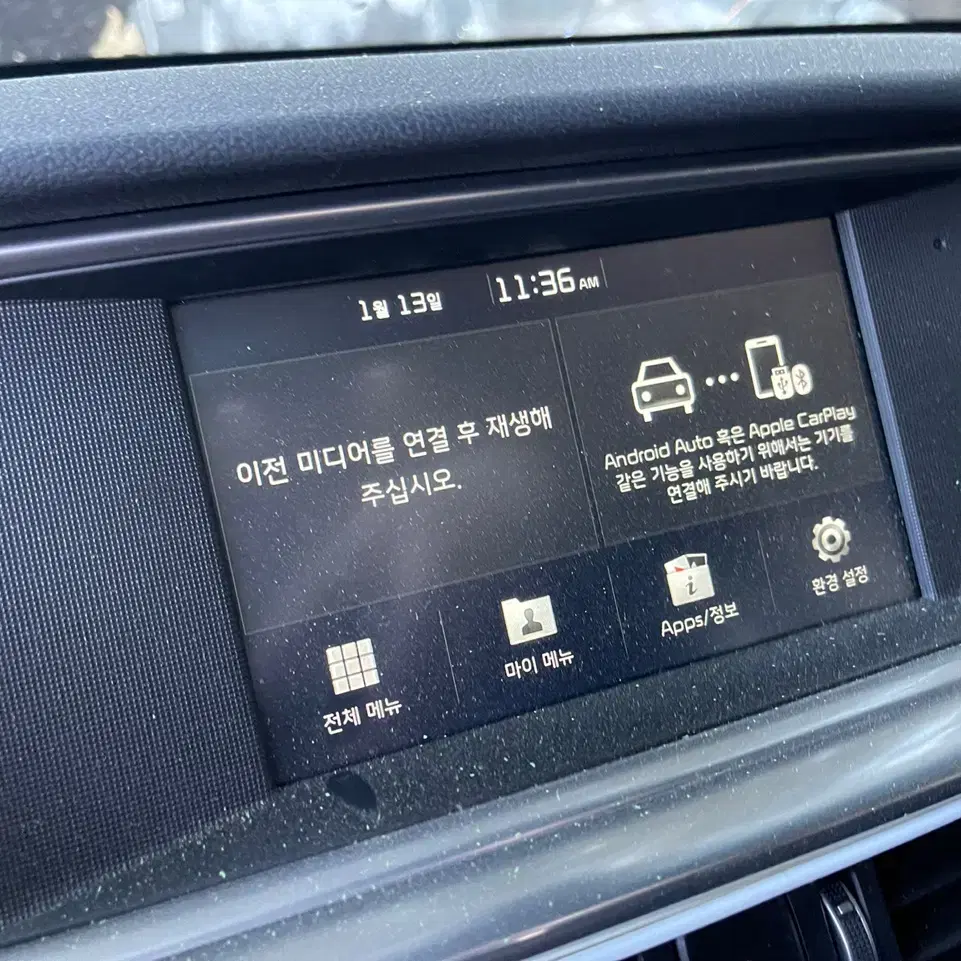 1월 13일
11:36 AM
이전 미디어를 연결 후 재생해
주십시오.
Android Auto 혹은 Apple CarPlay
같은 기능을 사용하기 위해서는 기기를
연결해 주시기 바랍니다.
전체 메뉴
마이 메뉴
i
Apps/정보
환경 설정